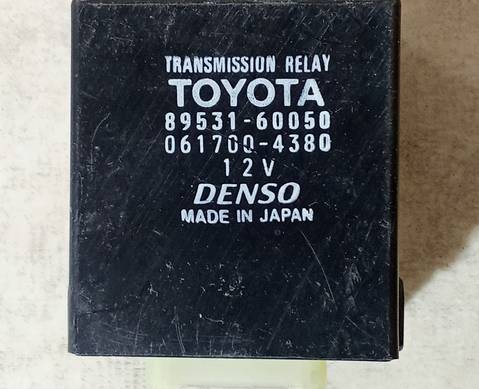 TRANSMISSION RELAY
TOYOTA
89531-60050
061700-4380
12V
DENSO
MADE IN JAPAN